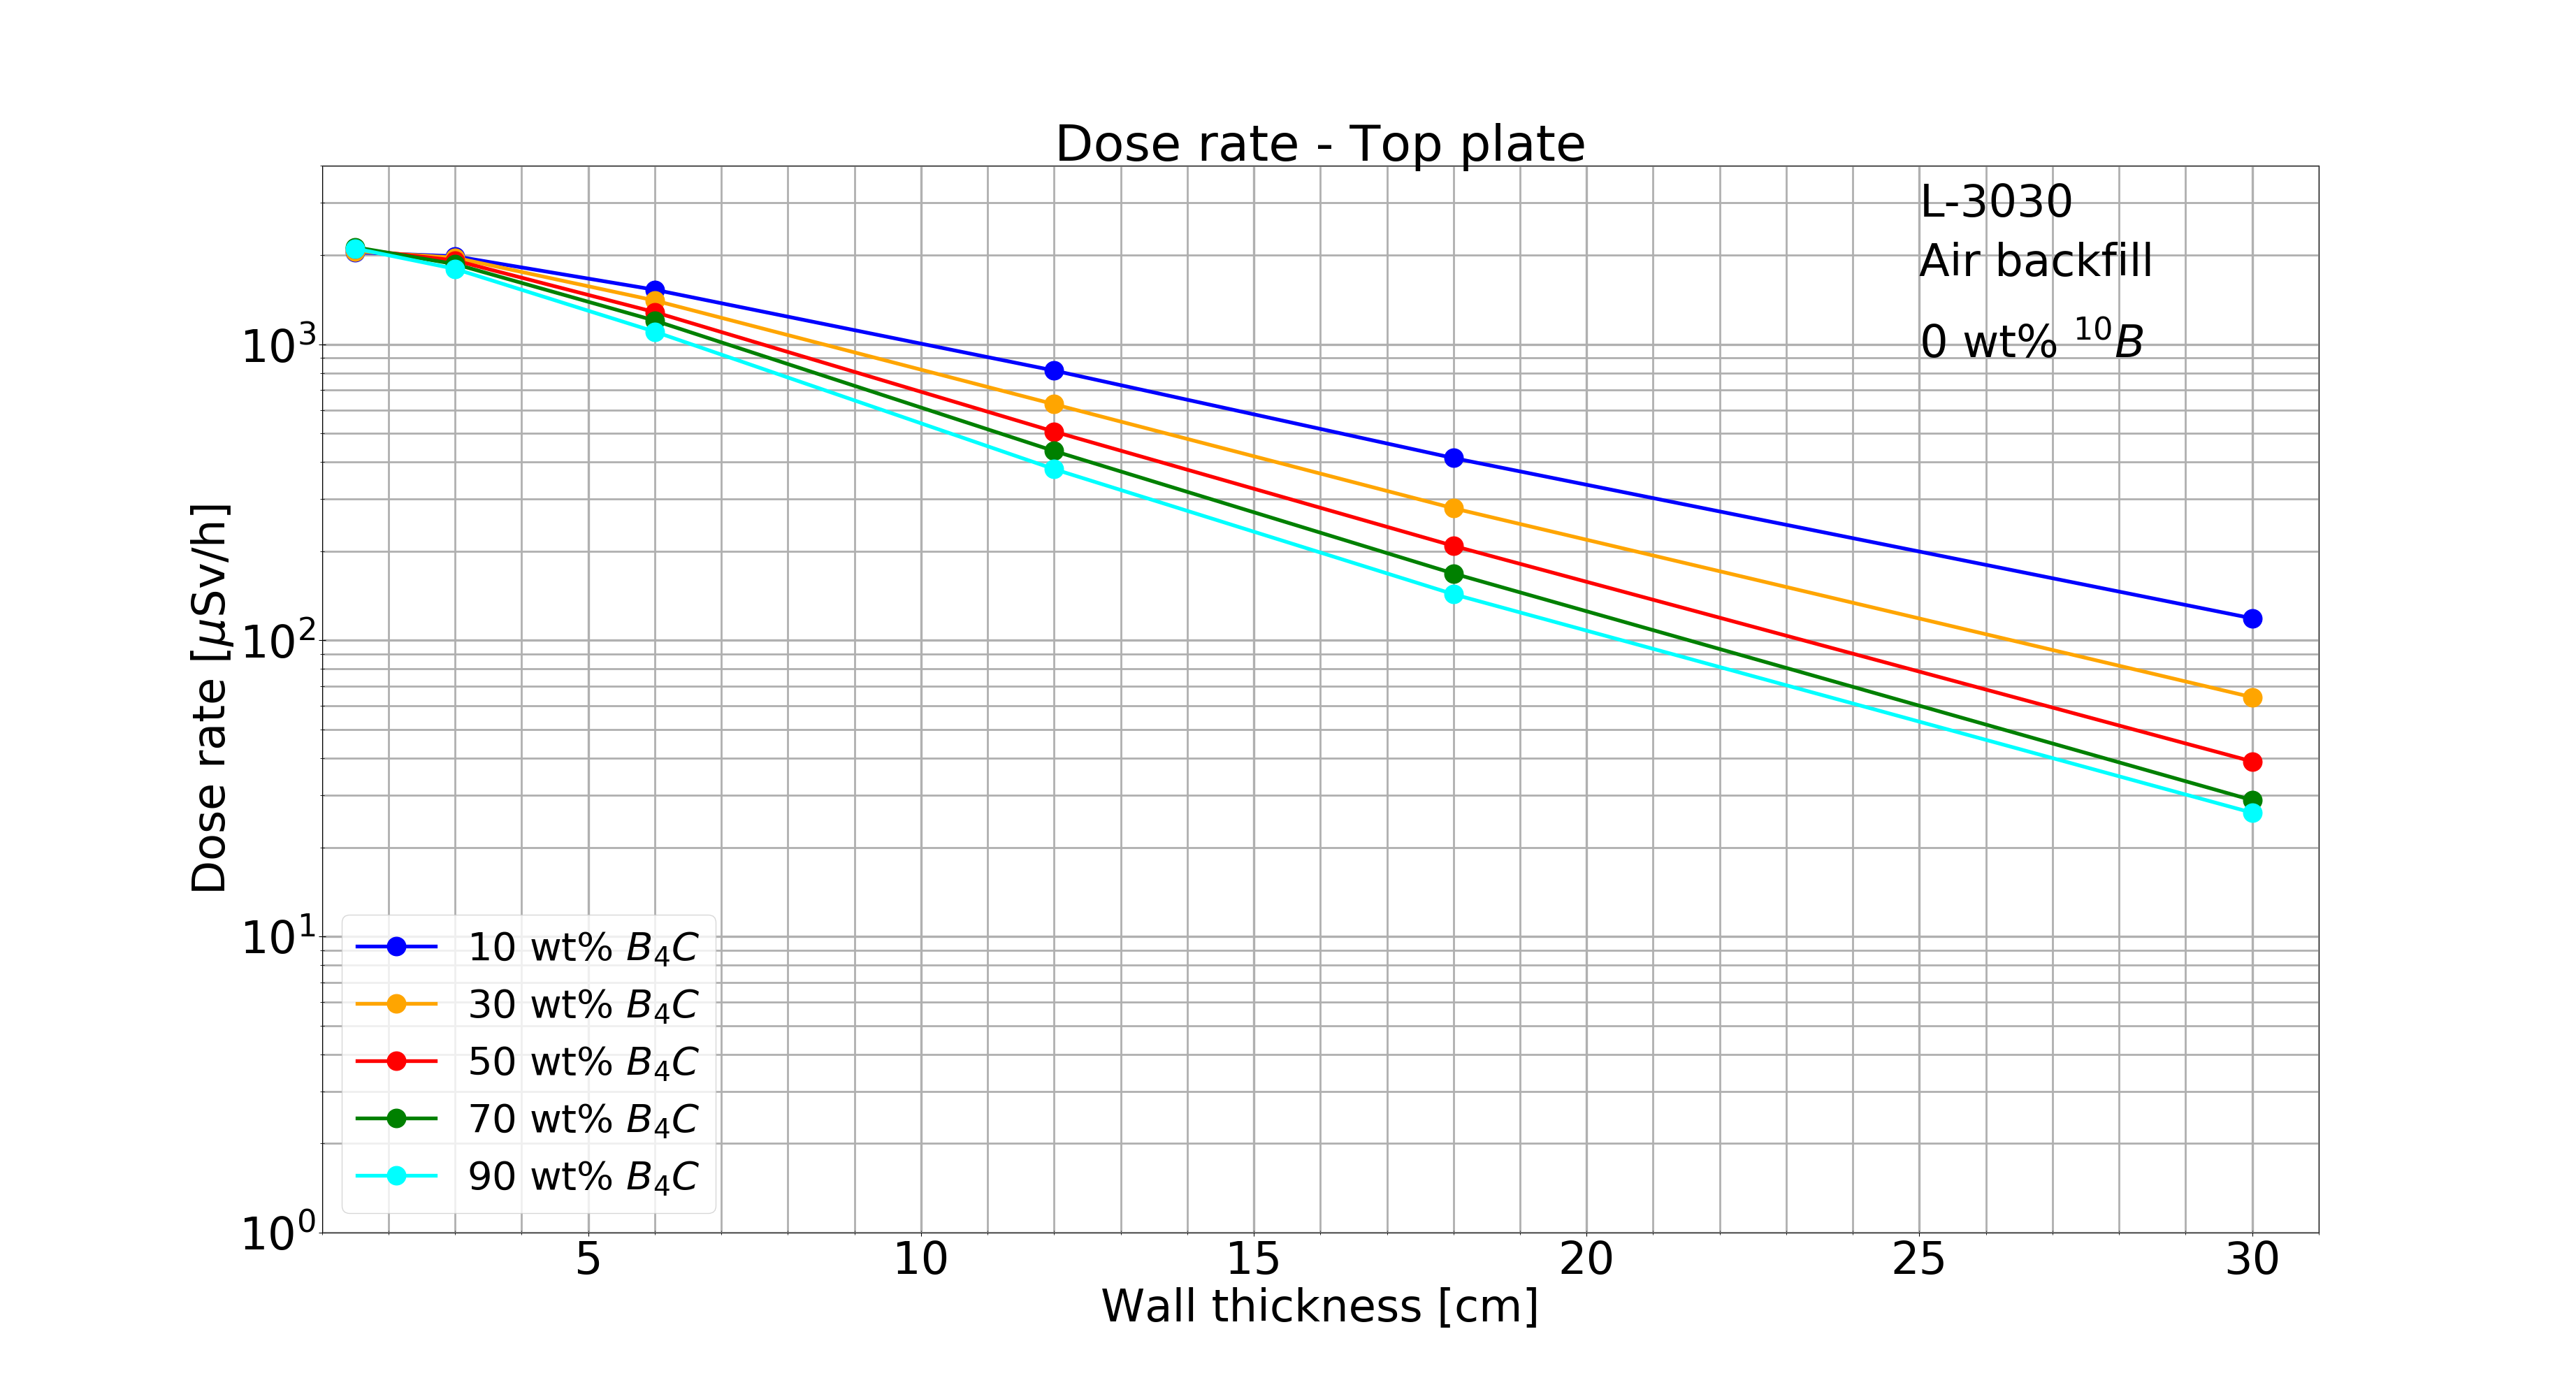 Dose rate - Top plate
L-3030
Air backfill
0 wt% ¹⁰B
Dose rate [μSv/h]
10³
10²
10¹
10⁰
10 wt% B₄C
30 wt% B₄C
50 wt% B₄C
70 wt% B₄C
90 wt% B₄C
5 10 15 20 25 30
Wall thickness [cm]